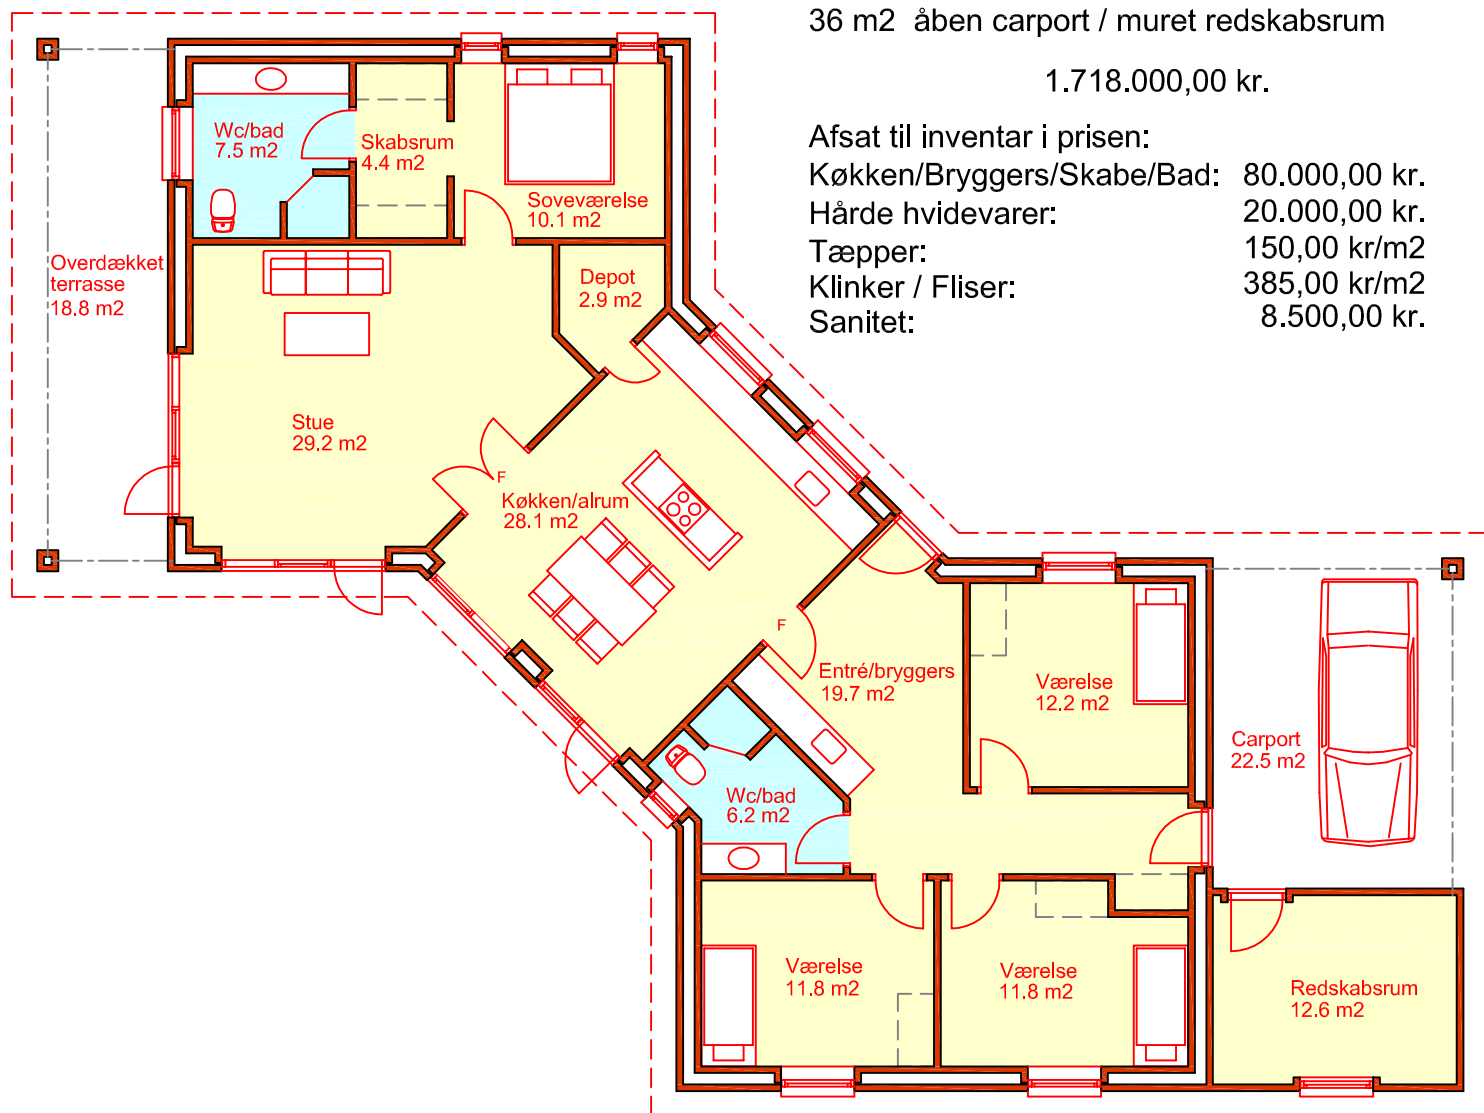 36 m2 åben carport / muret redskabsrum
1.718.000,00 kr.
Afsat til inventar i prisen:
Køkken/Bryggers/Skabe/Bad: 80.000,00 kr.
Hårde hvidevarer: 20.000,00 kr.
Tæpper: 150,00 kr/m2
Klinker / Fliser: 385,00 kr/m2
Sanitet: 8.500,00 kr.
Wc/bad
7.5 m2
Skabsrum
4.4 m2
Soveværelse
10.1 m2
Overdækket
terrasse
18.8 m2
Depot
2.9 m2
Stue
29.2 m2
F
Køkken/alrum
28.1 m2
F
Entré/bryggers
19.7 m2
Værelse
12.2 m2
Carport
22.5 m2
Wc/bad
6.2 m2
Værelse
11.8 m2
Værelse
11.8 m2
Redskabsrum
12.6 m2